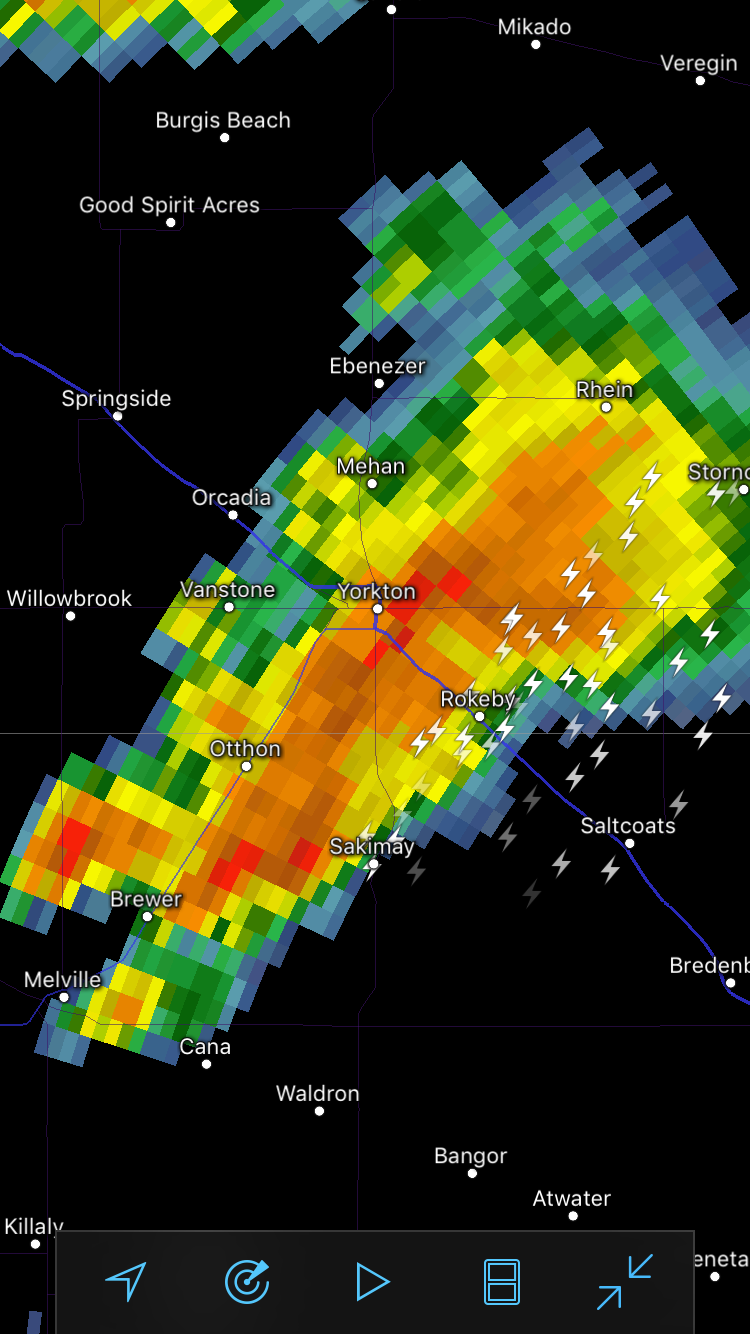 Mikado
Veregin
Burgis Beach
Good Spirit Acres
Ebenezer
Rhein
Springside
Mehan
Stornc
Orcadia
Vanstone
Yorkton
Willowbrook
Rokeby
Otthon
Saltcoats
Sakimay
Brewer
Bredenb
Melville
Cana
Waldron
Bangor
Atwater
Killaly
eneta